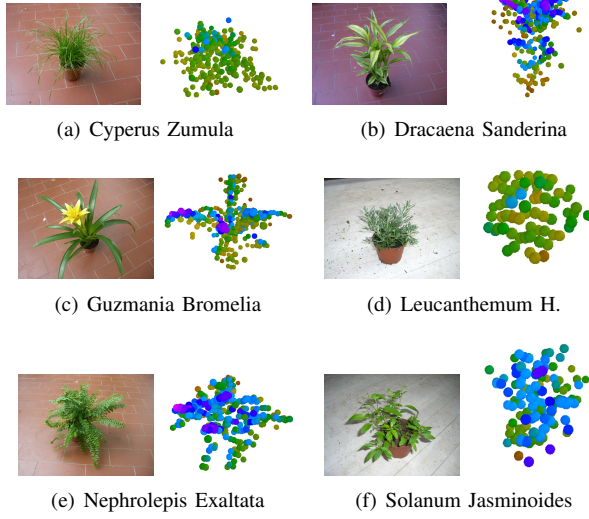 (a) Cyperus Zumula
(b) Dracaena Sanderina
(c) Guzmania Bromelia
(d) Leucanthemum H.
(e) Nephrolepis Exaltata
(f) Solanum Jasminoides